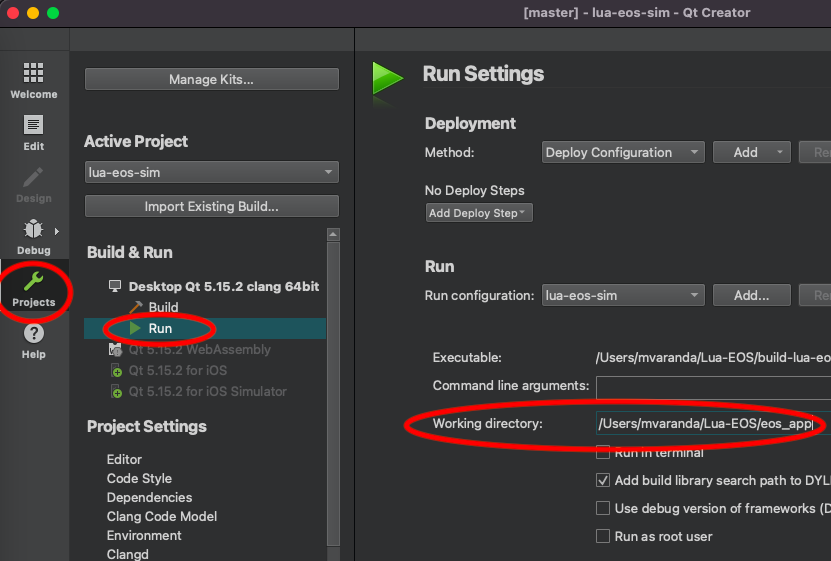 [master] - lua-eos-sim - Qt Creator
Welcome
Edit
Design
Debug
Projects
Help
Manage Kits...
Active Project
lua-eos-sim
Import Existing Build...
Build & Run
Desktop Qt 5.15.2 clang 64bit
Build
Run
Qt 5.15.2 WebAssembly
Qt 5.15.2 for iOS
Qt 5.15.2 for iOS Simulator
Project Settings
Editor
Code Style
Dependencies
Clang Code Model
Environment
Clangd
Run Settings
Deployment
Method: Deploy Configuration Add
No Deploy Steps
Add Deploy Step
Run
Run configuration: lua-eos-sim Add...
Executable: /Users/mvaranda/Lua-EOS/build-lua-eo
Command line arguments:
Working directory: /Users/mvaranda/Lua-EOS/eos_app
Run in terminal
Add build library search path to DYL
Use debug version of frameworks (D
Run as root user